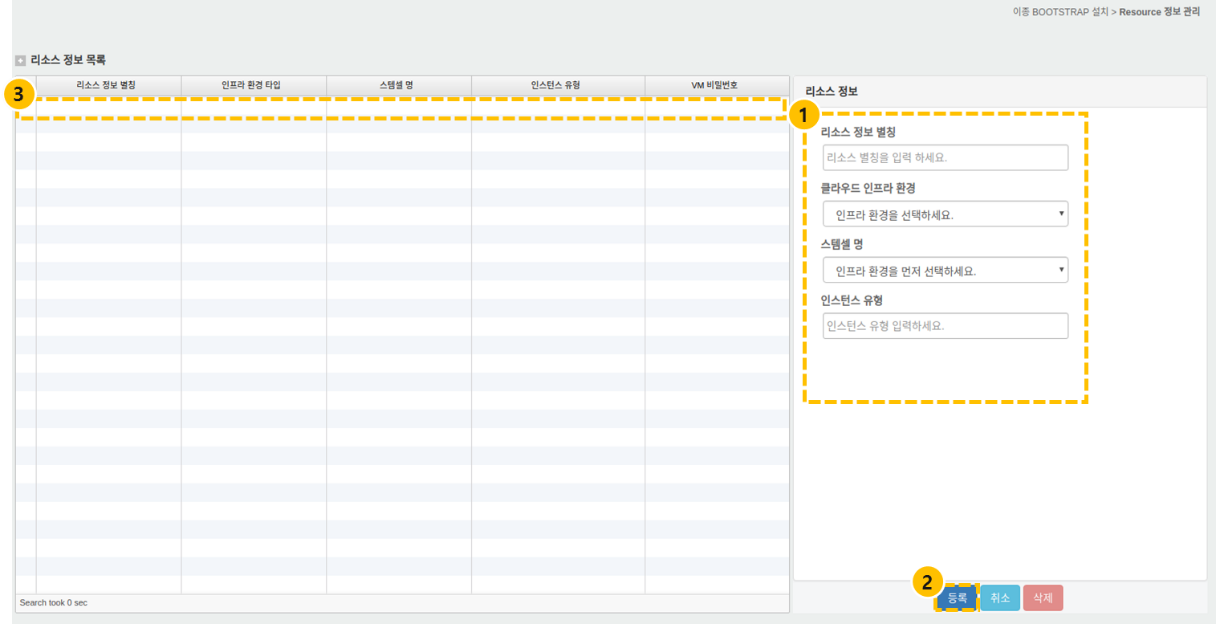 이종 BOOTSTRAP 설치 > Resource 정보 관리
리소스 정보 목록
리소스 정보 별칭 인프라 환경 타입 스템셀 명 인스턴스 유형 VM 비밀번호
3
리소스 정보
1
리소스 정보 별칭
리소스 별칭을 입력 하세요.
클라우드 인프라 환경
인프라 환경을 선택하세요.
스템셀 명
인프라 환경을 먼저 선택하세요.
인스턴스 유형
인스턴스 유형 입력하세요.
2
등록 취소 삭제
Search took 0 sec